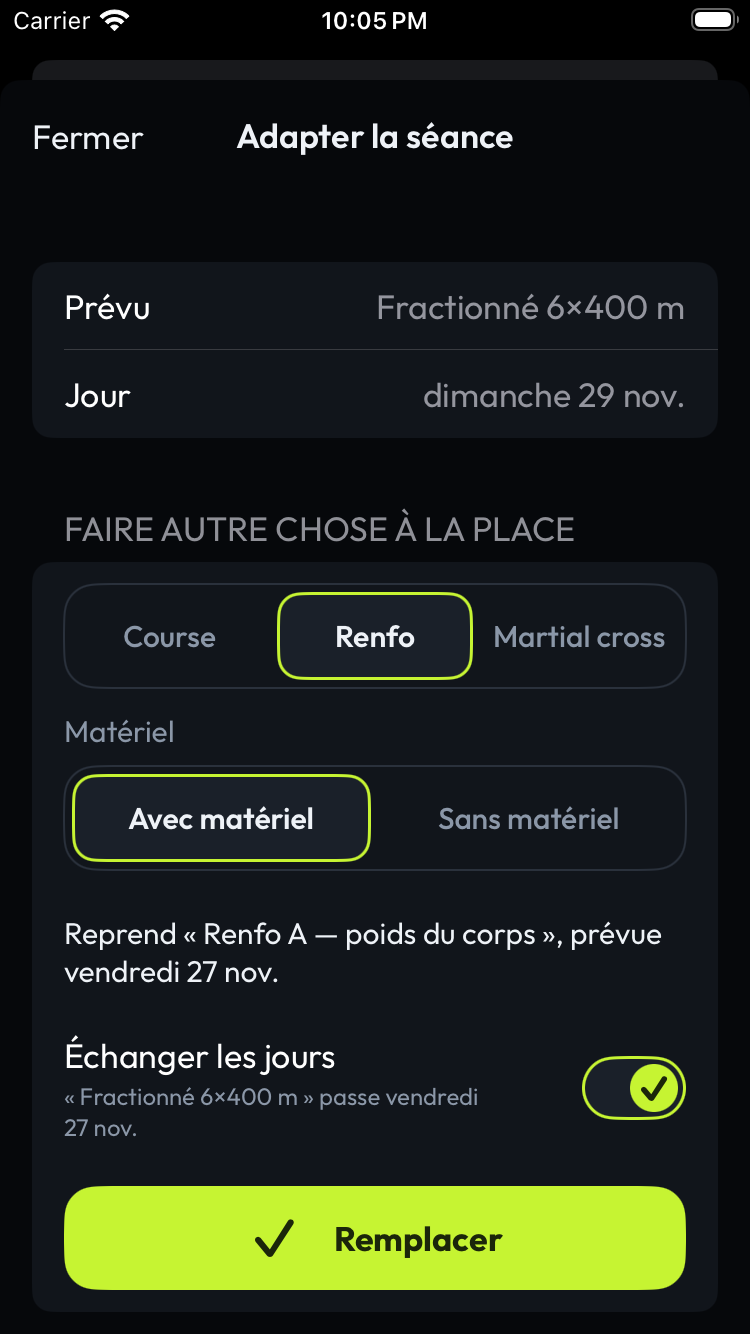 Carrier 10:05 PM
Fermer Adapter la séance
Prévu Fractionné 6×400 m
Jour dimanche 29 nov.
FAIRE AUTRE CHOSE À LA PLACE
Course Renfo Martial cross
Matériel
Avec matériel Sans matériel
Reprend « Renfo A — poids du corps », prévue
vendredi 27 nov.
Échanger les jours
« Fractionné 6×400 m » passe vendredi
27 nov.
Remplacer